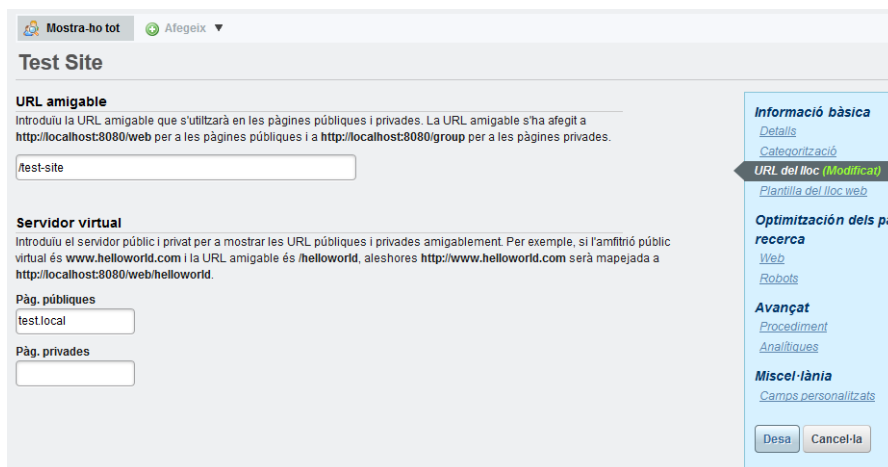 Mostra-ho tot
Afegeix
Test Site
URL amigable
Introduïu la URL amigable que s'utiltzarà en les pàgines públiques i privades. La URL amigable s'ha afegit a
http://localhost:8080/web per a les pàgines públiques i a http://localhost:8080/group per a les pàgines privades.
/test-site
Servidor virtual
Introduïu el servidor públic i privat per a mostrar les URL públiques i privades amigablement. Per exemple, si l'amfitrió públic
virtual és www.helloworld.com i la URL amigable és /helloworld, aleshores http://www.helloworld.com serà mapejada a
http://localhost:8080/web/helloworld.
Pàg. públiques
test.local
Pàg. privades
Informació bàsica
Detalls
Categorització
URL del lloc (Modificat)
Plantilla del lloc web
Optimització dels
recerca
Web
Robots
Avançat
Procediment
Analítiques
Miscel·lània
Camps personalitzats
Desa
Cancel·la